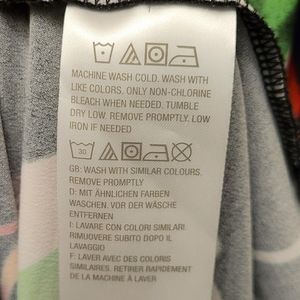 MACHINE WASH COLD. WASH WITH
LIKE COLORS. ONLY NON-CHLORINE
BLEACH WHEN NEEDED. TUMBLE
DRY LOW. REMOVE PROMPTLY. LOW
IRON IF NEEDED
30
GB: WASH WITH SIMILAR COLOURS.
REMOVE PROMPTLY
D: MIT ÄHNLICHEN FARBEN
WASCHEN. VOR DER WÄSCHE
ENTFERNEN
I: LAVARE CON COLORI SIMILARI.
RIMUOVERE SUBITO DOPO IL
LAVAGGIO
F: LAVER AVEC DES COLORIS
SIMILAIRES. RETIRER RAPIDEMENT
DE LA MACHINE À LAVER